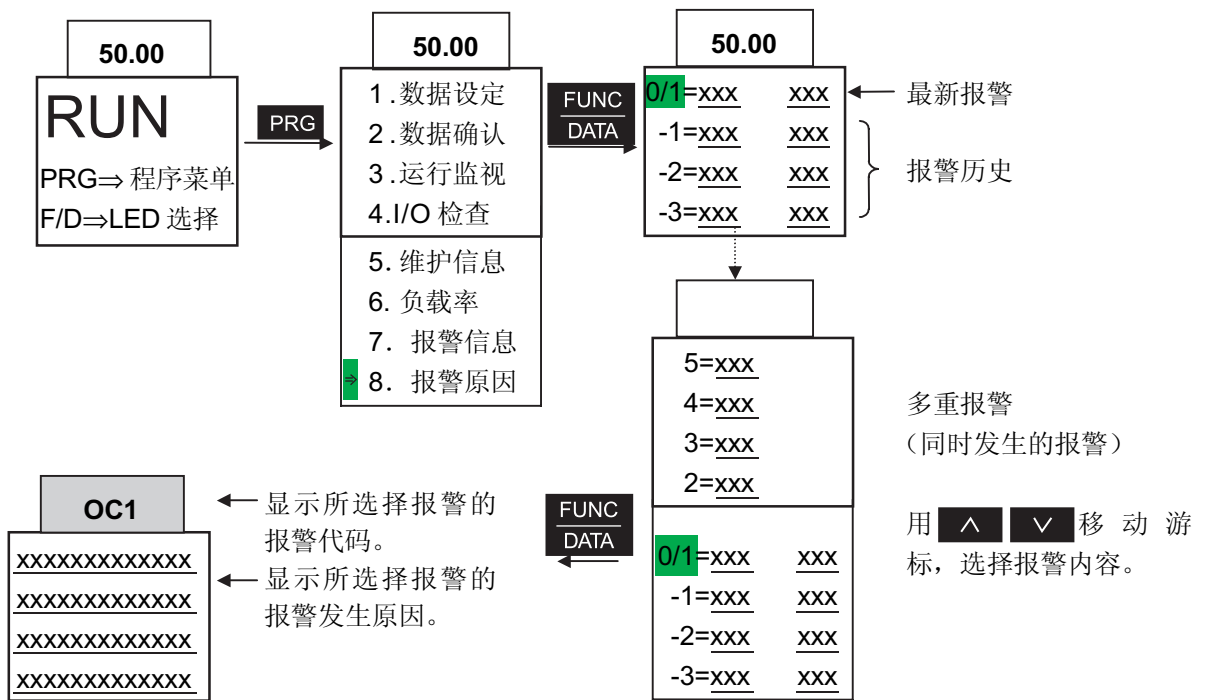 50.00
RUN
PRG⇒ 程序菜单
F/D⇒LED 选择
PRG
50.00
1.数据设定
2.数据确认
3.运行监视
4.I/O 检查
5. 维护信息
6. 负载率
7. 报警信息
⇒ 8. 报警原因
FUNC
DATA
50.00
0/1=xxx xxx
-1=xxx xxx
-2=xxx xxx
-3=xxx xxx
最新报警
报警历史
5=xxx
4=xxx
3=xxx
2=xxx
0/1=xxx xxx
-1=xxx xxx
-2=xxx xxx
-3=xxx xxx
多重报警
（同时发生的报警）
用 ∧ ∨ 移动游
标，选择报警内容。
FUNC
DATA
OC1
xxxxxxxxxxxxx
xxxxxxxxxxxxx
xxxxxxxxxxxxx
xxxxxxxxxxxxx
显示所选择报警的
报警代码。
显示所选择报警的
报警发生原因。